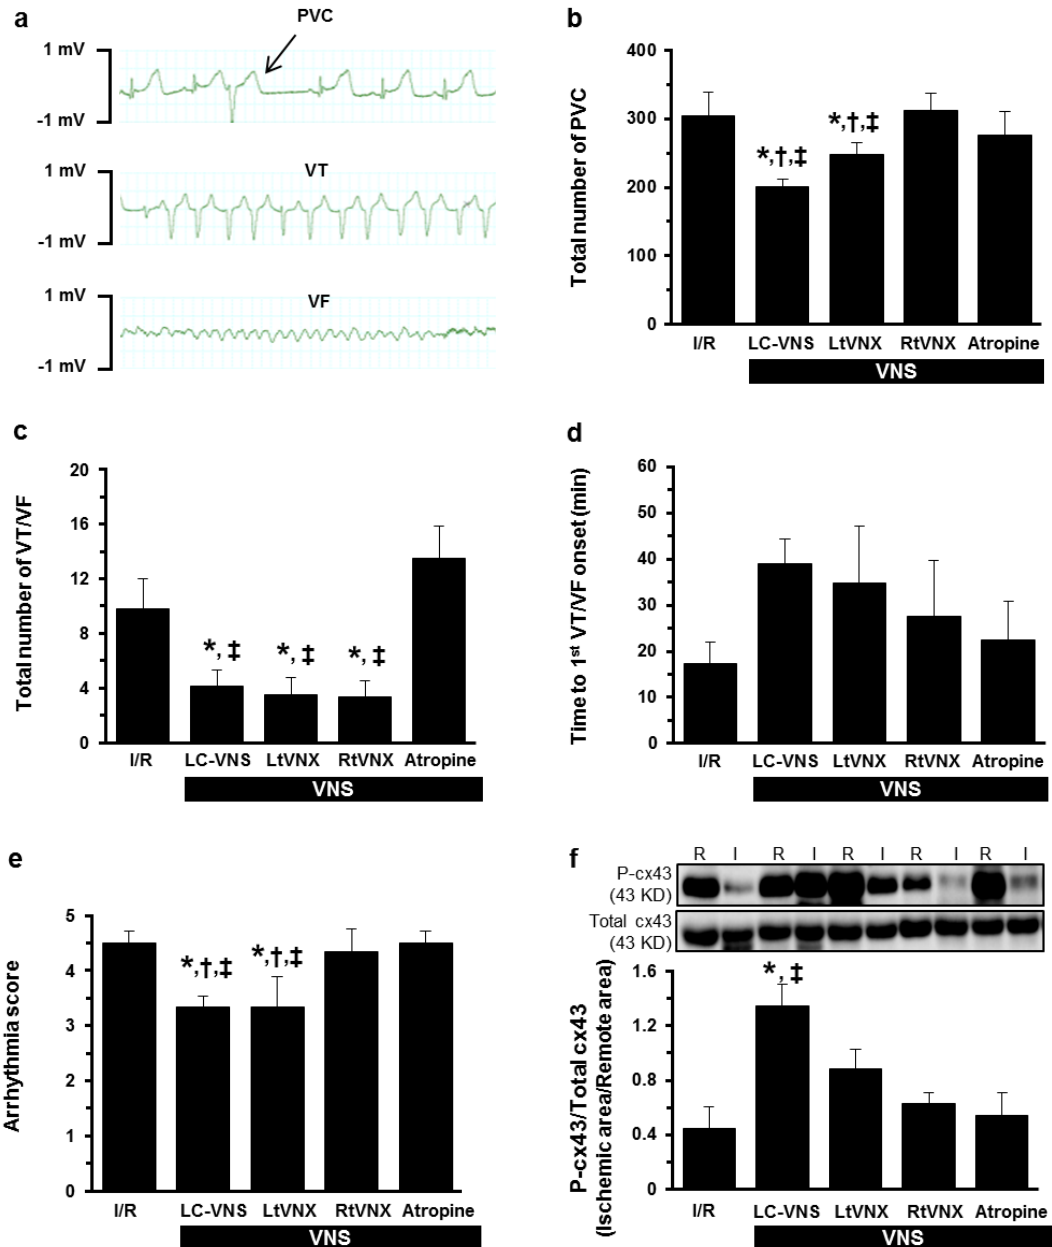 a
PVC
1 mV
-1 mV
VT
1 mV
-1 mV
VF
1 mV
-1 mV
b
Total number of PVC
400
300
200
100
0
*,†,‡
*,†,‡
I/R LC-VNS LtVNX RtVNX Atropine
VNS
c
Total number of VT/VF
20
16
12
8
4
0
*, ‡ *, ‡ *, ‡
I/R LC-VNS LtVNX RtVNX Atropine
VNS
d
Time to 1st VT/VF onset (min)
60
50
40
30
20
10
0
I/R LC-VNS LtVNX RtVNX Atropine
VNS
e
Arrhythmia score
5
4
3
2
1
0
*,†,‡ *,†,‡
I/R LC-VNS LtVNX RtVNX Atropine
VNS
f
R I R I R I R I R I
P-cx43
(43 KD)
Total cx43
(43 KD)
P-cx43/Total cx43
(Ischemic area/Remote area)
1.6
1.2
0.8
0.4
0
*, ‡
I/R LC-VNS LtVNX RtVNX Atropine
VNS